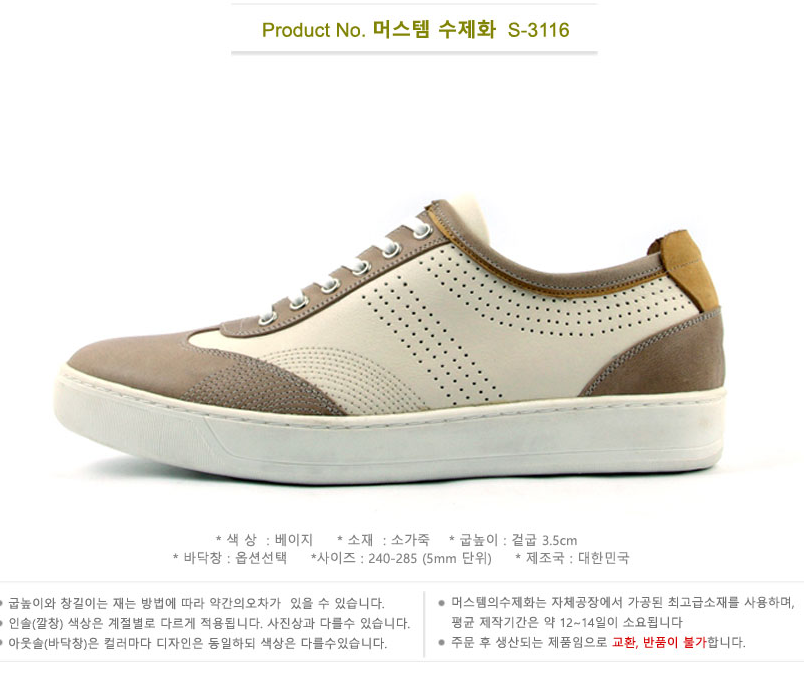 Product No. 머스템 수제화 S-3116
* 색 상 : 베이지 * 소재 : 소가죽 * 굽높이 : 겉굽 3.5cm
* 바닥창 : 옵션선택 *사이즈 : 240-285 (5mm 단위) * 제조국 : 대한민국
● 굽높이와 창길이는 재는 방법에 따라 약간의오차가 있을 수 있습니다.
● 인솔(깔창) 색상은 계절별로 다르게 적용됩니다. 사진상과 다를수 있습니다.
● 아웃솔(바닥창)은 컬러마다 디자인은 동일하되 색상은 다를수있습니다.
● 머스템의수제화는 자체공장에서 가공된 최고급소재를 사용하며,
평균 제작기간은 약 12~14일이 소요됩니다
● 주문 후 생산되는 제품임으로 교환, 반품이 불가합니다.